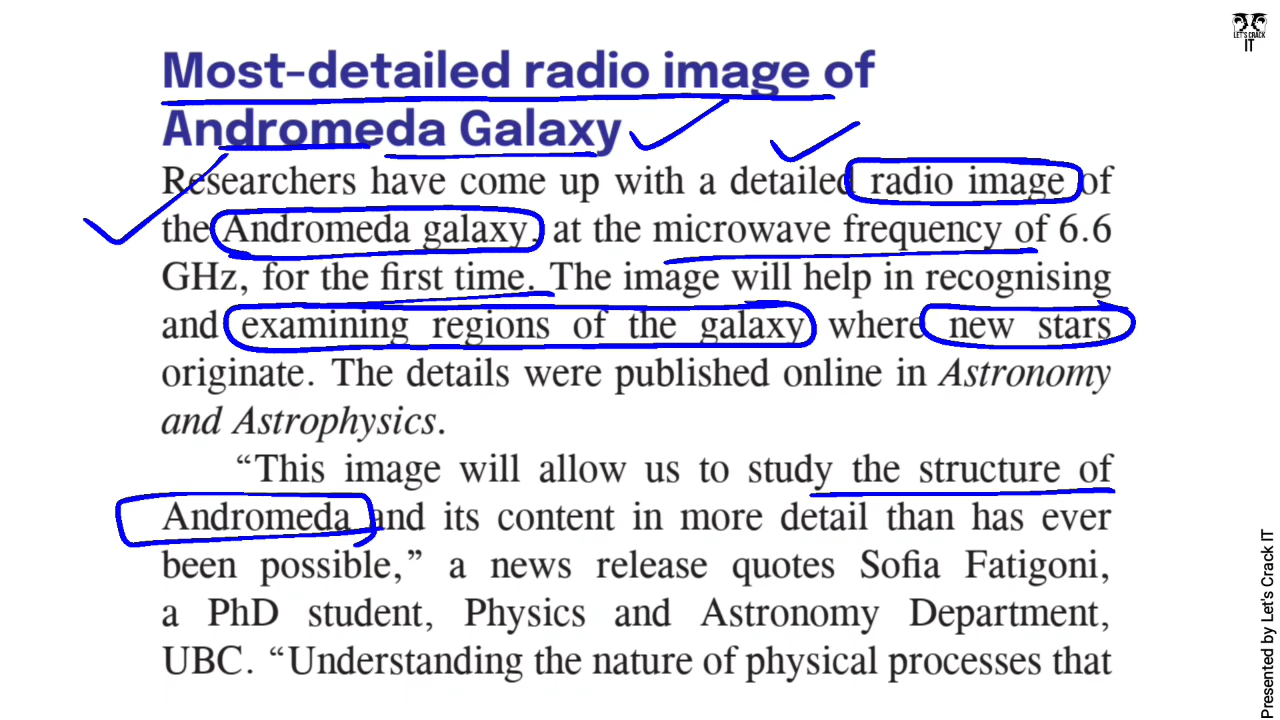 LET'S CRACK
IT
Most-detailed radio image of
Andromeda Galaxy
Researchers have come up with a detailed radio image of
the Andromeda galaxy, at the microwave frequency of 6.6
GHz, for the first time. The image will help in recognising
and examining regions of the galaxy where new stars
originate. The details were published online in Astronomy
and Astrophysics.
“This image will allow us to study the structure of
Andromeda and its content in more detail than has ever
been possible,” a news release quotes Sofia Fatigoni,
a PhD student, Physics and Astronomy Department,
UBC. “Understanding the nature of physical processes that
Presented by Let's Crack IT